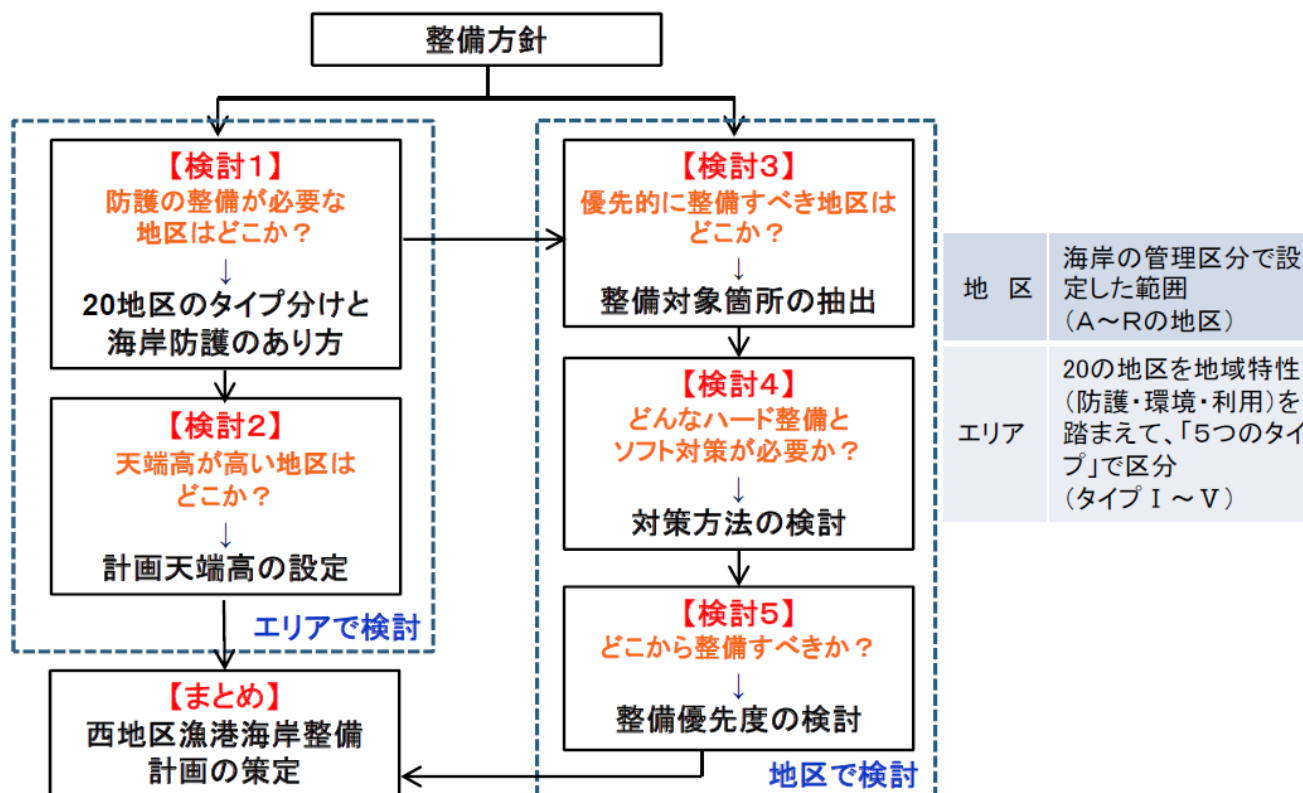 整備方針
【検討1】
防護の整備が必要な
地区はどこか？
↓
20地区のタイプ分けと
海岸防護のあり方
【検討2】
天端高が高い地区は
どこか？
↓
計画天端高の設定
エリアで検討
【まとめ】
西地区漁港海岸整備
計画の策定
【検討3】
優先的に整備すべき地区は
どこか？
↓
整備対象箇所の抽出
【検討4】
どんなハード整備と
ソフト対策が必要か？
↓
対策方法の検討
【検討5】
どこから整備すべきか？
↓
整備優先度の検討
地区で検討
地 区
海岸の管理区分で設
定した範囲
(A～Rの地区)
エリア
20の地区を地域特性
(防護・環境・利用)を
踏まえて、「5つのタイ
プ」で区分
(タイプⅠ～Ⅴ)